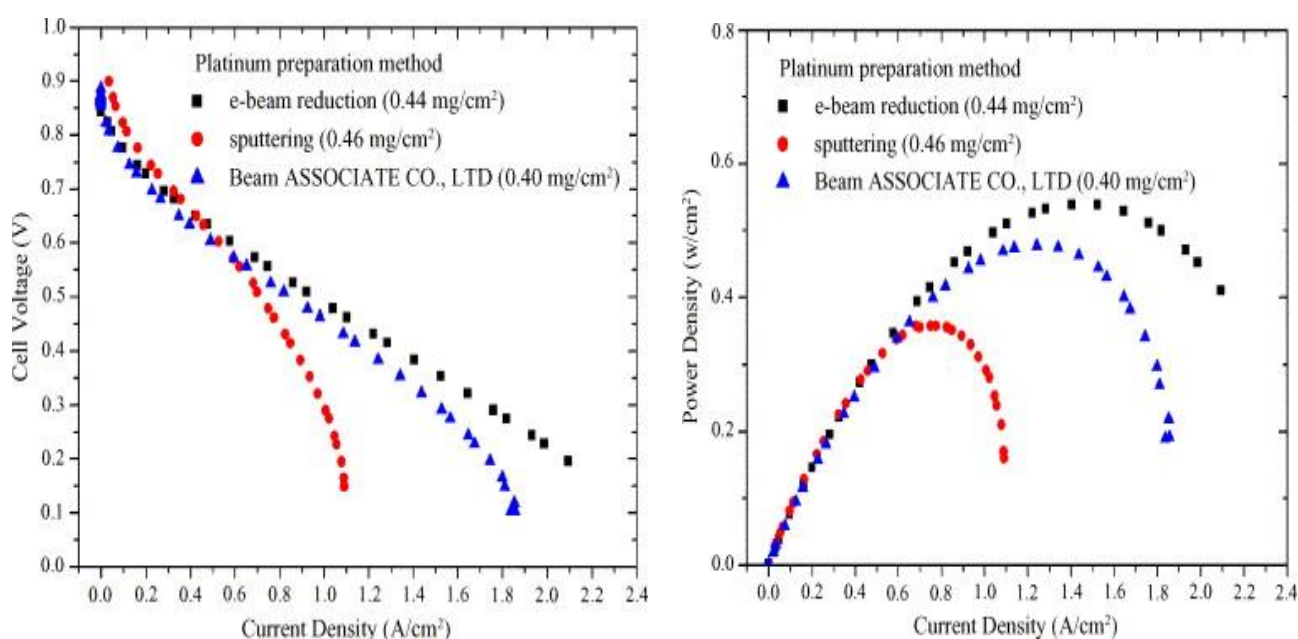 Platinum preparation method
e-beam reduction (0.44 mg/cm²)
sputtering (0.46 mg/cm²)
Beam ASSOCIATE CO., LTD (0.40 mg/cm²)
Cell Voltage (V)
1.0
0.9
0.8
0.7
0.6
0.5
0.4
0.3
0.2
0.1
0.0
0.0 0.2 0.4 0.6 0.8 1.0 1.2 1.4 1.6 1.8 2.0 2.2 2.4
Current Density (A/cm²)
Platinum preparation method
e-beam reduction (0.44 mg/cm²)
sputtering (0.46 mg/cm²)
Beam ASSOCIATE CO., LTD (0.40 mg/cm²)
Power Density (w/cm²)
0.8
0.6
0.4
0.2
0.0
0.0 0.2 0.4 0.6 0.8 1.0 1.2 1.4 1.6 1.8 2.0 2.2 2.4
Current Density (A/cm²)